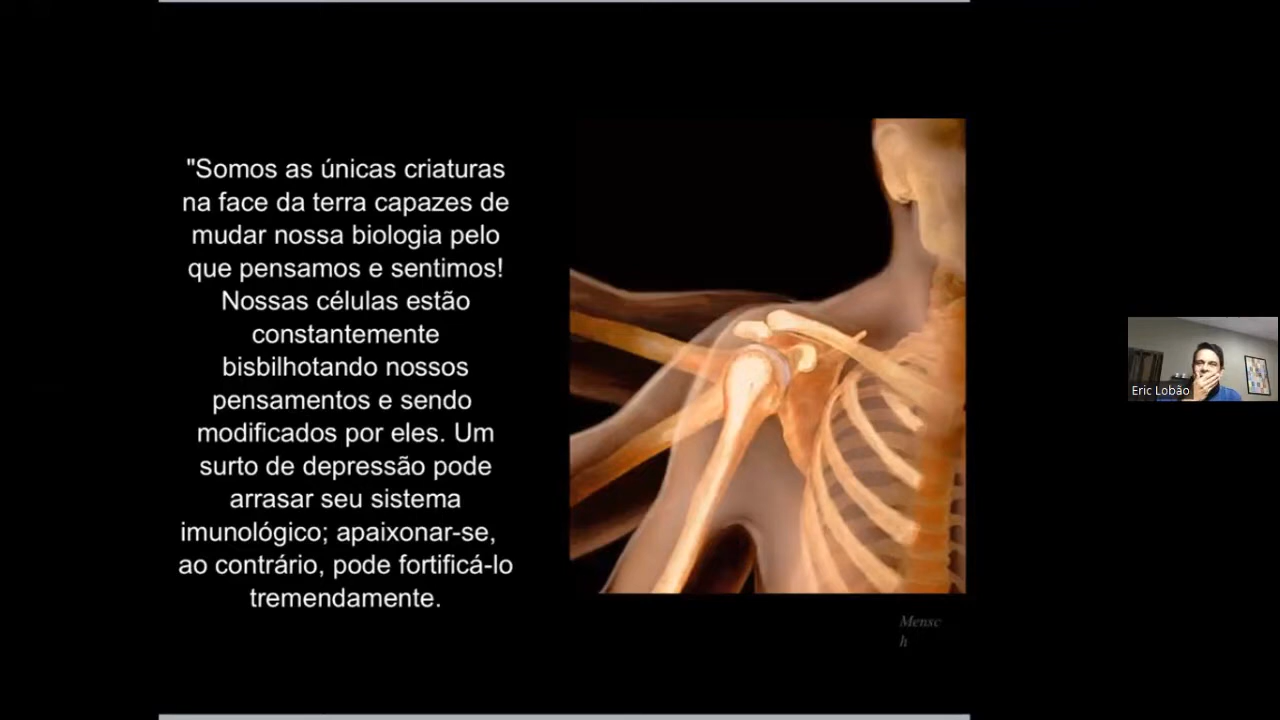 "Somos as únicas criaturas
na face da terra capazes de
mudar nossa biologia pelo
que pensamos e sentimos!
Nossas células estão
constantemente
bisbilhotando nossos
pensamentos e sendo
modificados por eles. Um
surto de depressão pode
arrasar seu sistema
imunológico; apaixonar-se,
ao contrário, pode fortificá-lo
tremendamente.
Mensc
h
Eric Lobão